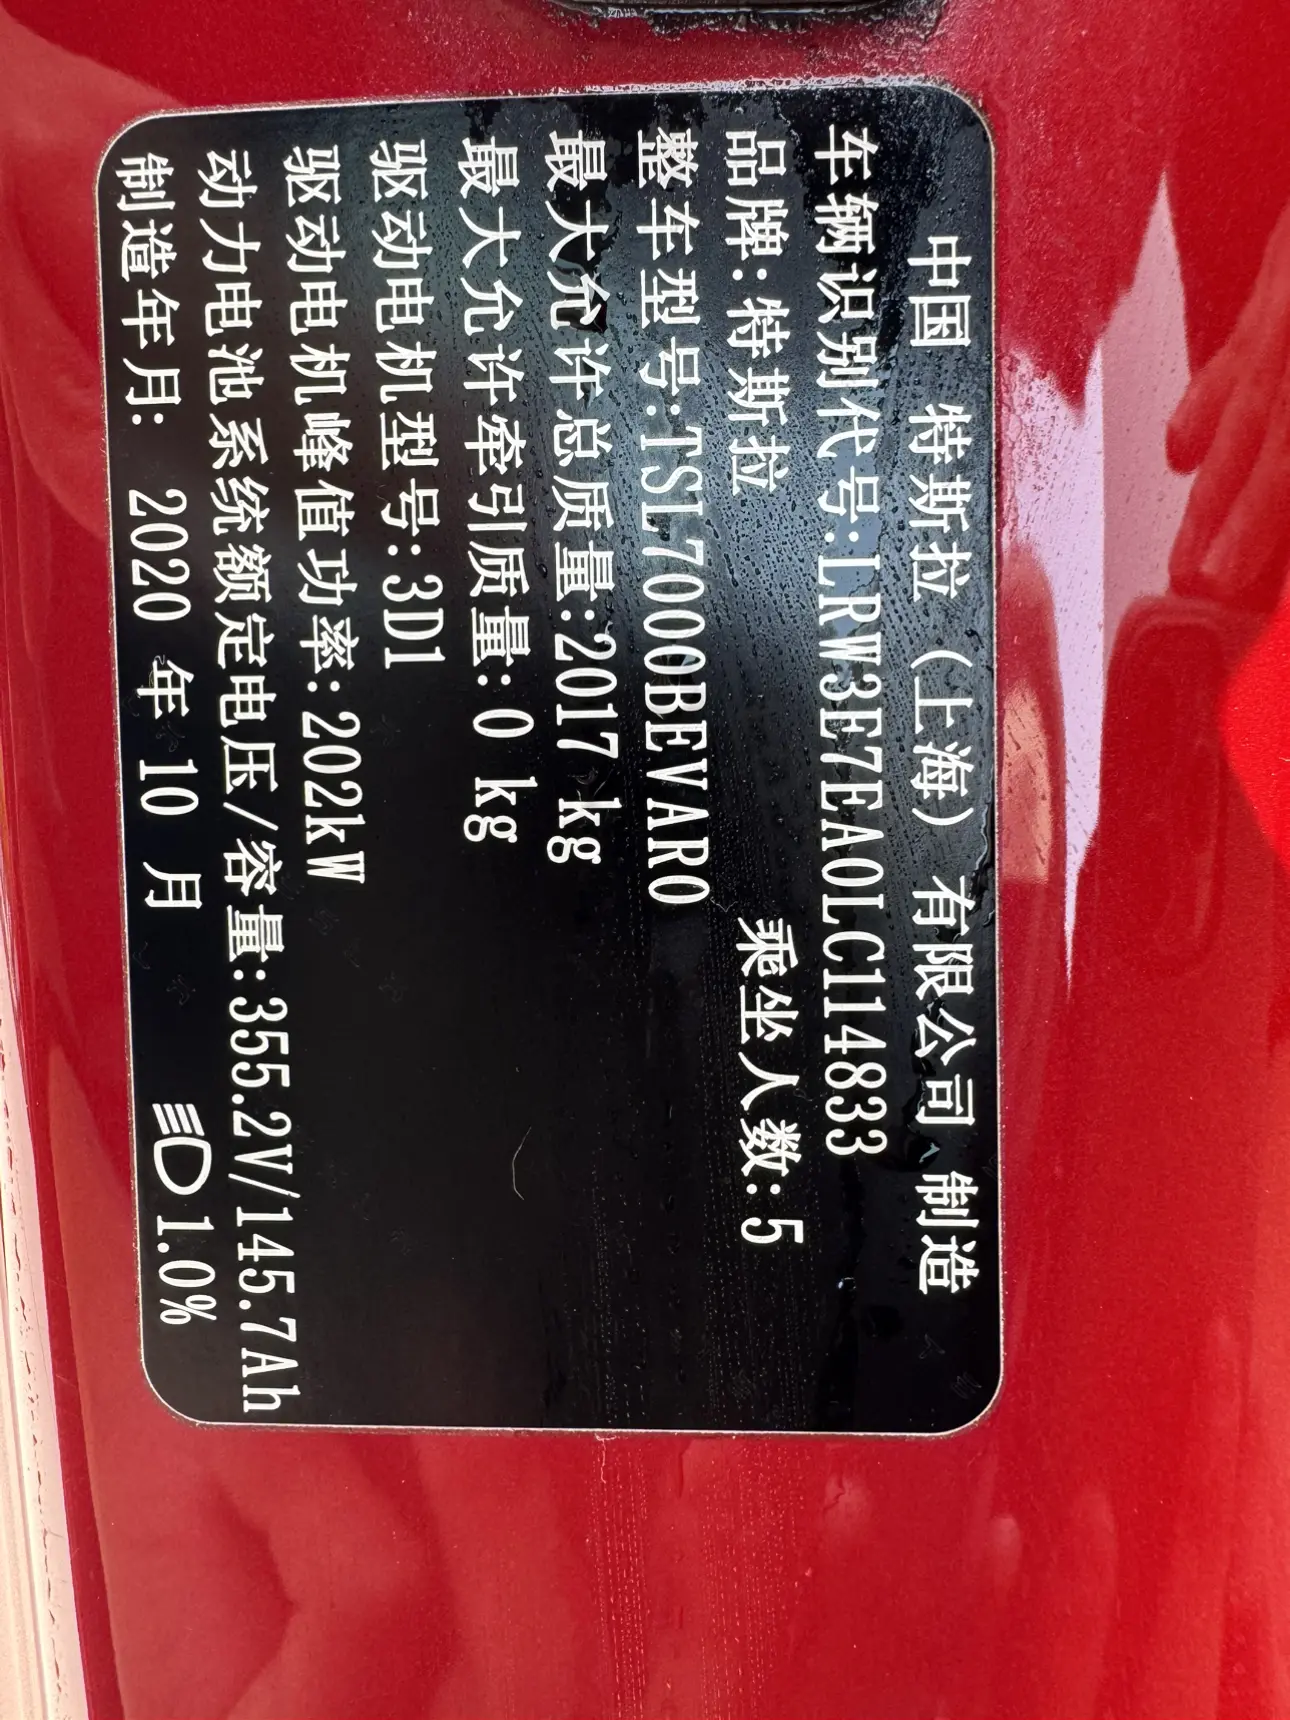 中国 特斯拉(上海)有限公司 制造
车辆识别代号:LRW3E7EA0LC114833
品牌:特斯拉 乘坐人数:5
整车型号:TSL7000BEVAR0
最大允许总质量:2017 kg
最大允许牵引质量:0 kg
驱动电机型号:3D1
驱动电机峰值功率:202kW
动力电池系统额定电压/容量:355.2V/145.7Ah
制造年月: 2020 年 10 月 1.0%